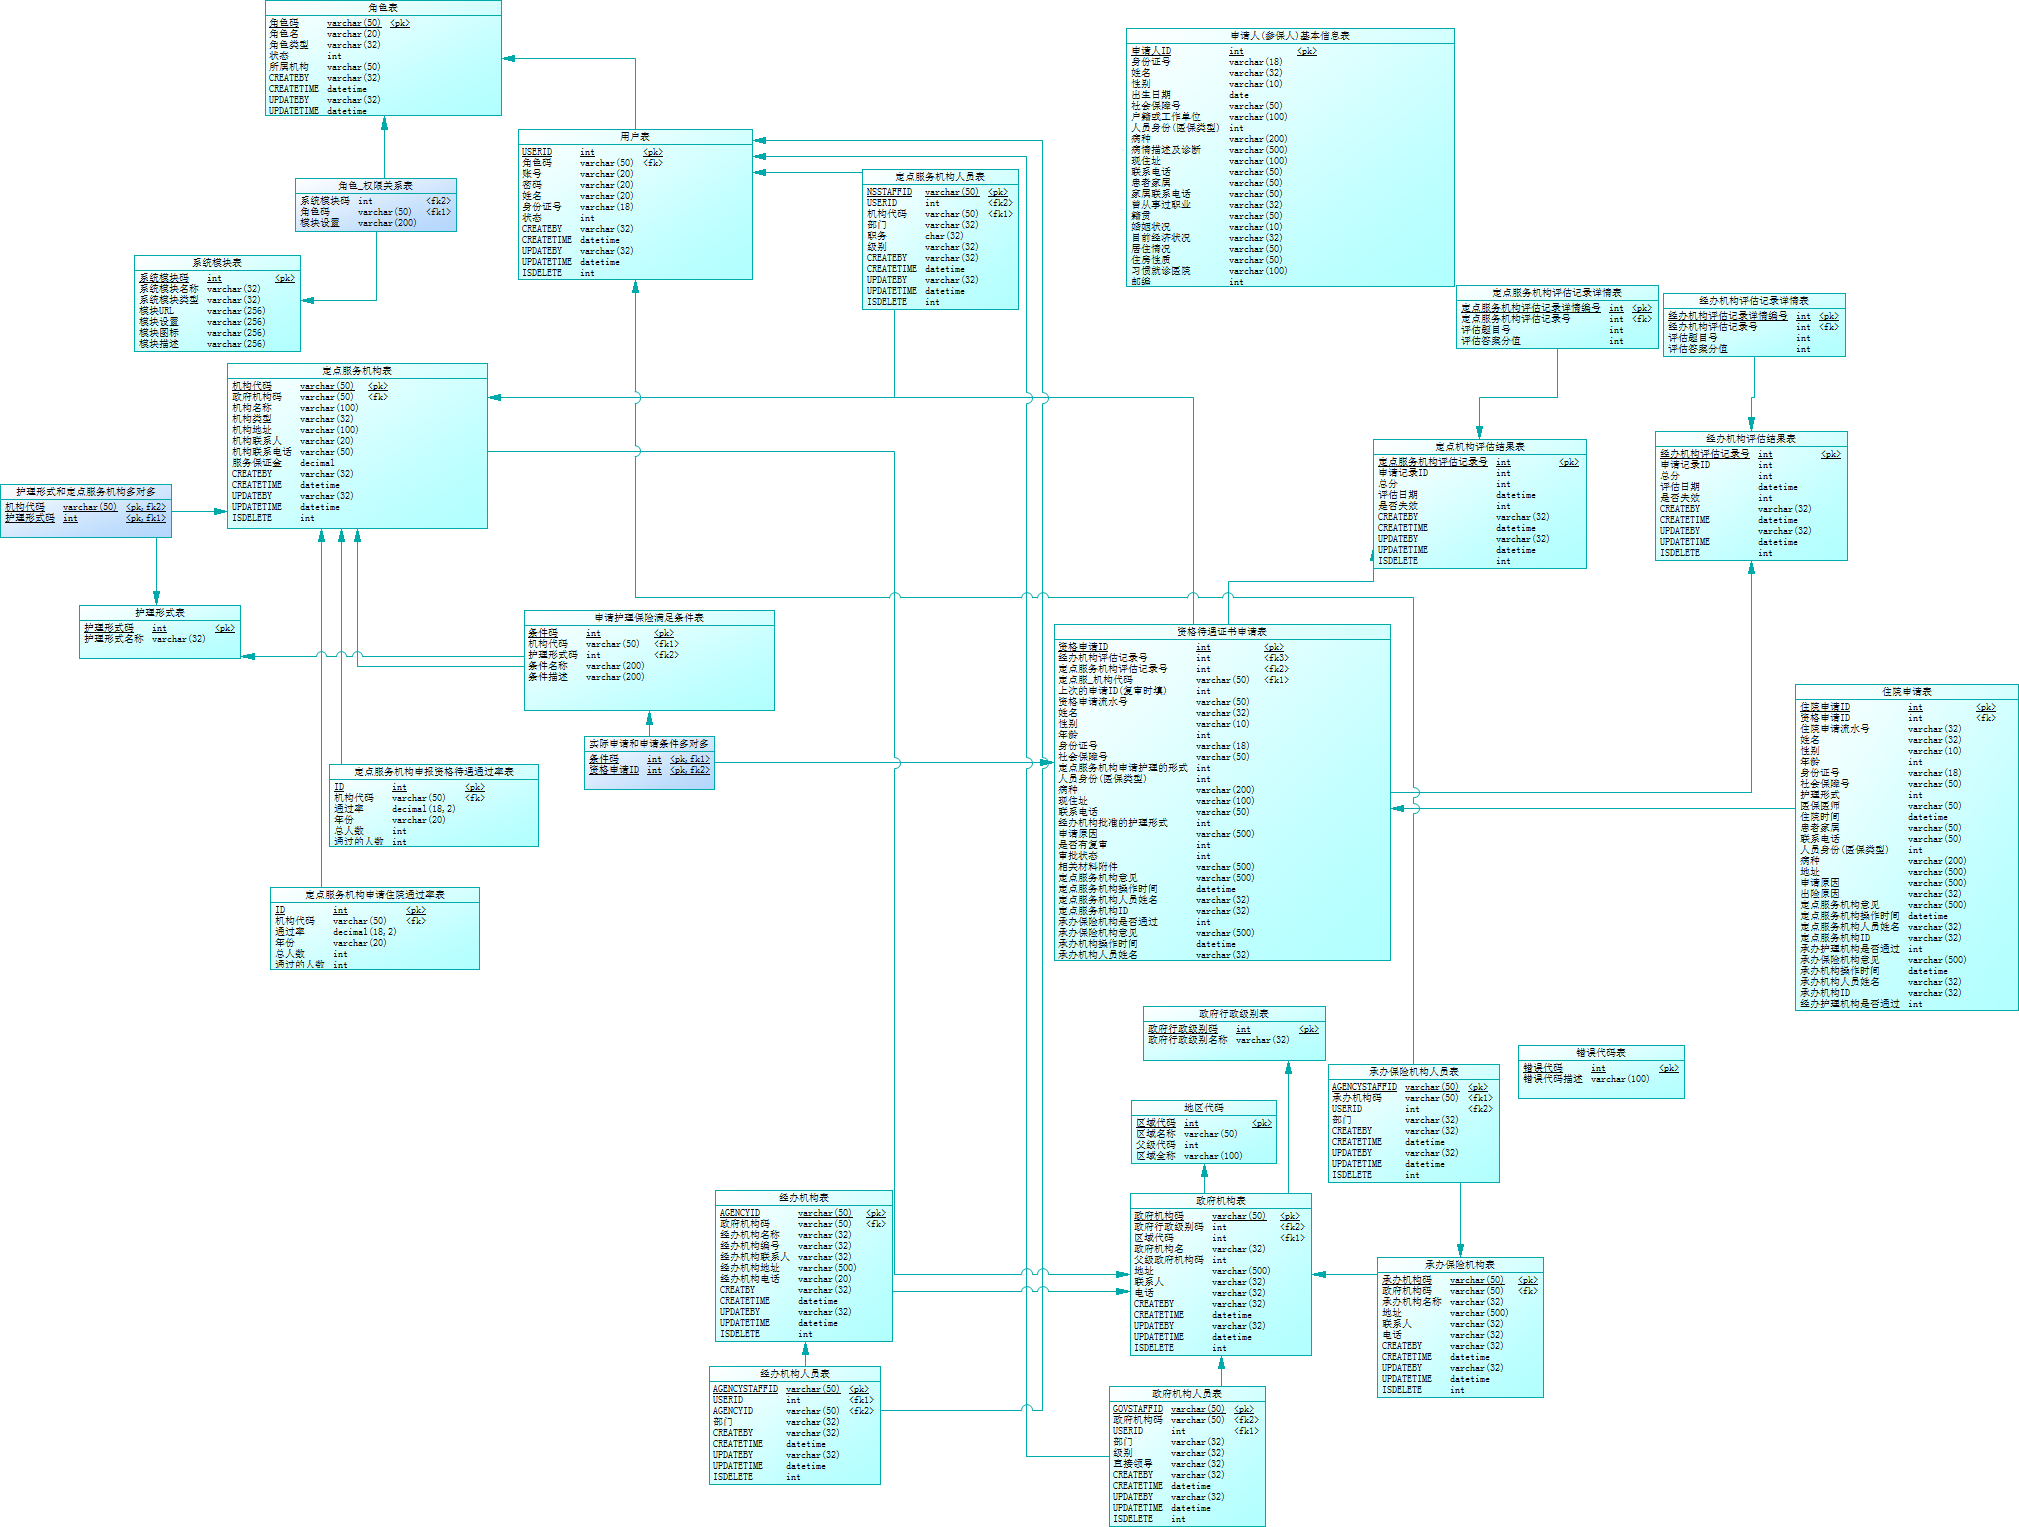 角色表
角色码 varchar(50) <pk>
角色名 varchar(20)
角色类型 varchar(32)
状态 int
所属机构 varchar(50)
CREATEBY varchar(32)
CREATETIME datetime
UPDATEBY varchar(32)
UPDATETIME datetime
角色_权限关系表
系统模块码 int <fk2>
角色码 varchar(50) <fk1>
模块设置 varchar(200)
系统模块表
系统模块码 int <pk>
系统模块名称 varchar(32)
系统模块类型 varchar(32)
模块URL varchar(256)
模块设置 varchar(256)
模块图标 varchar(256)
模块描述 varchar(256)
用户表
USERID int <pk>
角色码 varchar(50) <fk>
账号 varchar(20)
密码 varchar(20)
姓名 varchar(20)
身份证号 varchar(18)
状态 int
CREATEBY varchar(32)
CREATETIME datetime
UPDATEBY varchar(32)
UPDATETIME datetime
ISDELETE int
定点服务机构人员表
NSSTAFFID varchar(50) <pk>
USERID int <fk2>
机构代码 varchar(50) <fk1>
部门 varchar(32)
职务 char(32)
级别 varchar(32)
CREATEBY varchar(32)
CREATETIME datetime
UPDATEBY varchar(32)
UPDATETIME datetime
ISDELETE int
申请人(参保人)基本信息表
申请人ID int <pk>
身份证号 varchar(18)
姓名 varchar(32)
性别 varchar(10)
出生日期 date
社会保障号 varchar(50)
户籍或工作单位 varchar(100)
人员身份(医保类型) int
病种 varchar(200)
病情描述及诊断 varchar(500)
现住址 varchar(100)
联系电话 varchar(50)
患者家属 varchar(50)
家属联系电话 varchar(50)
曾从事过职业 varchar(32)
籍贯 varchar(50)
婚姻状况 varchar(10)
目前经济状况 varchar(32)
居住情况 varchar(50)
住房性质 varchar(50)
习惯就诊医院 varchar(100)
邮编 int
定点服务机构评估记录详情表
定点服务机构评估记录详情编号 int <pk>
定点服务机构评估记录号 int <fk>
评估题目号 int
评估答案分值 int
经办机构评估记录详情表
经办机构评估记录详情编号 int <pk>
经办机构评估记录号 int <fk>
评估题目号 int
评估答案分值 int
定点服务机构表
机构代码 varchar(50) <pk>
政府机构码 varchar(50) <fk>
机构名称 varchar(100)
机构类型 varchar(32)
机构地址 varchar(100)
机构联系人 varchar(20)
机构联系电话 varchar(50)
服务保证金 decimal
CREATEBY varchar(32)
CREATETIME datetime
UPDATEBY varchar(32)
UPDATETIME datetime
ISDELETE int
定点机构评估结果表
定点服务机构评估记录号 int <pk>
申请记录ID int
总分 int
评估日期 datetime
是否失效 int
CREATEBY varchar(32)
CREATETIME datetime
UPDATEBY varchar(32)
UPDATETIME datetime
ISDELETE int
经办机构评估结果表
经办机构评估记录号 int <pk>
申请记录ID int
总分 int
评估日期 datetime
是否失效 int
CREATEBY varchar(32)
CREATETIME datetime
UPDATEBY varchar(32)
UPDATETIME datetime
ISDELETE int
护理形式和定点服务机构多对多
机构代码 varchar(50) <pk,fk2>
护理形式码 int <pk,fk1>
护理形式表
护理形式码 int <pk>
护理形式名称 varchar(32)
申请护理保险满足条件表
条件码 int <pk>
机构代码 varchar(50) <fk1>
护理形式码 int <fk2>
条件名称 varchar(200)
条件描述 varchar(200)
实际申请和申请条件多对多
条件码 int <pk,fk1>
资格申请ID int <pk,fk2>
资格待遇证书申请表
资格申请ID int <pk>
经办机构评估记录号 int <fk3>
定点服务机构评估记录号 int <fk2>
定点服_机构代码 varchar(50) <fk1>
上次的申请ID(复审时填) int
资格申请流水号 varchar(50)
姓名 varchar(32)
性别 varchar(10)
年龄 int
身份证号 varchar(18)
社会保障号 varchar(50)
定点服务机构申请护理的形式 int
人员身份(医保类型) int
病种 varchar(200)
现住址 varchar(100)
联系电话 varchar(50)
经办机构批准的护理形式 int
申请原因 varchar(500)
是否有复审 int
审批状态 int
相关材料附件 varchar(500)
定点服务机构意见 varchar(500)
定点服务机构操作时间 datetime
定点服务机构人员姓名 varchar(32)
定点服务机构ID varchar(32)
承办保险机构是否通过 int
承办保险机构意见 varchar(500)
承办机构操作时间 datetime
承办机构人员姓名 varchar(32)
住院申请表
住院申请ID int <pk>
资格申请ID int <fk>
住院申请流水号 varchar(32)
姓名 varchar(32)
性别 varchar(10)
年龄 int
身份证号 varchar(18)
社会保障号 varchar(50)
护理形式 int
医保医师 varchar(50)
住院时间 datetime
患者家属 varchar(50)
联系电话 varchar(50)
人员身份(医保类型) int
病种 varchar(200)
地址 varchar(500)
申请原因 varchar(500)
出险原因 varchar(32)
定点服务机构意见 varchar(500)
定点服务机构操作时间 datetime
定点服务机构人员姓名 varchar(32)
定点服务机构ID varchar(32)
承办护理机构是否通过 int
承办保险机构意见 varchar(500)
承办机构操作时间 datetime
承办机构人员姓名 varchar(32)
承办机构ID varchar(32)
经办护理机构是否通过 int
定点服务机构申报资格待遇通过率表
ID int <pk>
机构代码 varchar(50) <fk>
通过率 decimal(18,2)
年份 varchar(20)
总人数 int
通过的人数 int
定点服务机构申请住院通过率表
ID int <pk>
机构代码 varchar(50) <fk>
通过率 decimal(18,2)
年份 varchar(20)
总人数 int
通过的人数 int
政府行政级别表
政府行政级别码 int <pk>
政府行政级别名称 varchar(32)
错误代码表
错误代码 int <pk>
错误代码描述 varchar(100)
承办保险机构人员表
AGENCYSTAFFID varchar(50) <pk>
承办机构码 varchar(50) <fk1>
USERID int <fk2>
部门 varchar(32)
CREATEBY varchar(32)
CREATETIME datetime
UPDATEBY varchar(32)
UPDATETIME datetime
ISDELETE int
地区代码
区域代码 int <pk>
区域名称 varchar(50)
父级代码 int
区域全称 varchar(100)
经办机构表
AGENCYID varchar(50) <pk>
政府机构码 varchar(50) <fk>
经办机构名称 varchar(32)
经办机构编号 varchar(32)
经办机构联系人 varchar(32)
经办机构地址 varchar(500)
经办机构电话 varchar(20)
CREATBY varchar(32)
CREATETIME datetime
UPDATEBY varchar(32)
UPDATETIME datetime
ISDELETE int
政府机构表
政府机构码 varchar(50) <pk>
政府行政级别码 int <fk2>
区域代码 int <fk1>
政府机构名 varchar(32)
父级政府机构码 int
地址 varchar(500)
联系人 varchar(32)
电话 varchar(32)
CREATEBY varchar(32)
CREATETIME datetime
UPDATEBY varchar(32)
UPDATETIME datetime
ISDELETE int
承办保险机构表
承办机构码 varchar(50) <pk>
政府机构码 varchar(50) <fk>
承办机构名称 varchar(32)
地址 varchar(500)
联系人 varchar(32)
电话 varchar(32)
CREATEBY varchar(32)
CREATETIME datetime
UPDATEBY varchar(32)
UPDATETIME datetime
ISDELETE int
经办机构人员表
AGENCYSTAFFID varchar(50) <pk>
USERID int <fk1>
AGENCYID varchar(50) <fk2>
部门 varchar(32)
CREATEBY varchar(32)
CREATETIME datetime
UPDATEBY varchar(32)
UPDATETIME datetime
ISDELETE int
政府机构人员表
GOVSTAFFID varchar(50) <pk>
政府机构码 varchar(50) <fk2>
USERID int <fk1>
部门 varchar(32)
级别 varchar(32)
直接领导 varchar(32)
CREATEBY varchar(32)
CREATETIME datetime
UPDATEBY varchar(32)
UPDATETIME datetime
ISDELETE int